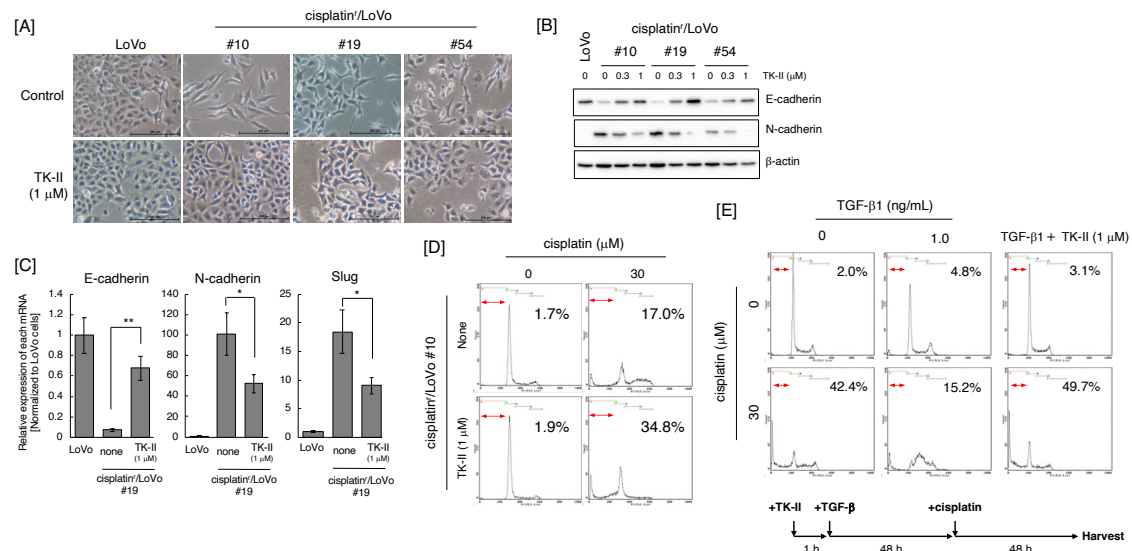 [A]
cisplatinʳ/LoVo
LoVo
#10
#19
#54
Control
TK-II
(1 μM)
[B]
cisplatinʳ/LoVo
LoVo
#10
#19
#54
0 0 0.3 1 0 0.3 1 0 0.3 1
TK-II (μM)
E-cadherin
N-cadherin
β-actin
[C]
Relative expression of each mRNA
[Normalized to LoVo cells]
E-cadherin
1.4
1.2
1
0.8
0.6
0.4
0.2
0
**
LoVo none TK-II
(1 μM)
cisplatinʳ/LoVo
#19
N-cadherin
140
120
100
80
60
40
20
0
*
LoVo none TK-II
(1 μM)
cisplatinʳ/LoVo
#19
Slug
25
20
15
10
5
0
*
LoVo none TK-II
(1 μM)
cisplatinʳ/LoVo
#19
[D]
cisplatin (μM)
0
30
cisplatinʳ/LoVo #10
None
1.7%
17.0%
TK-II (1 μM)
1.9%
34.8%
[E]
TGF-β1 (ng/mL)
0
1.0
TGF-β1 + TK-II (1 μM)
cisplatin (μM)
0
2.0%
4.8%
3.1%
30
42.4%
15.2%
49.7%
+TK-II
+TGF-β
+cisplatin
Harvest
1 h
48 h
48 h